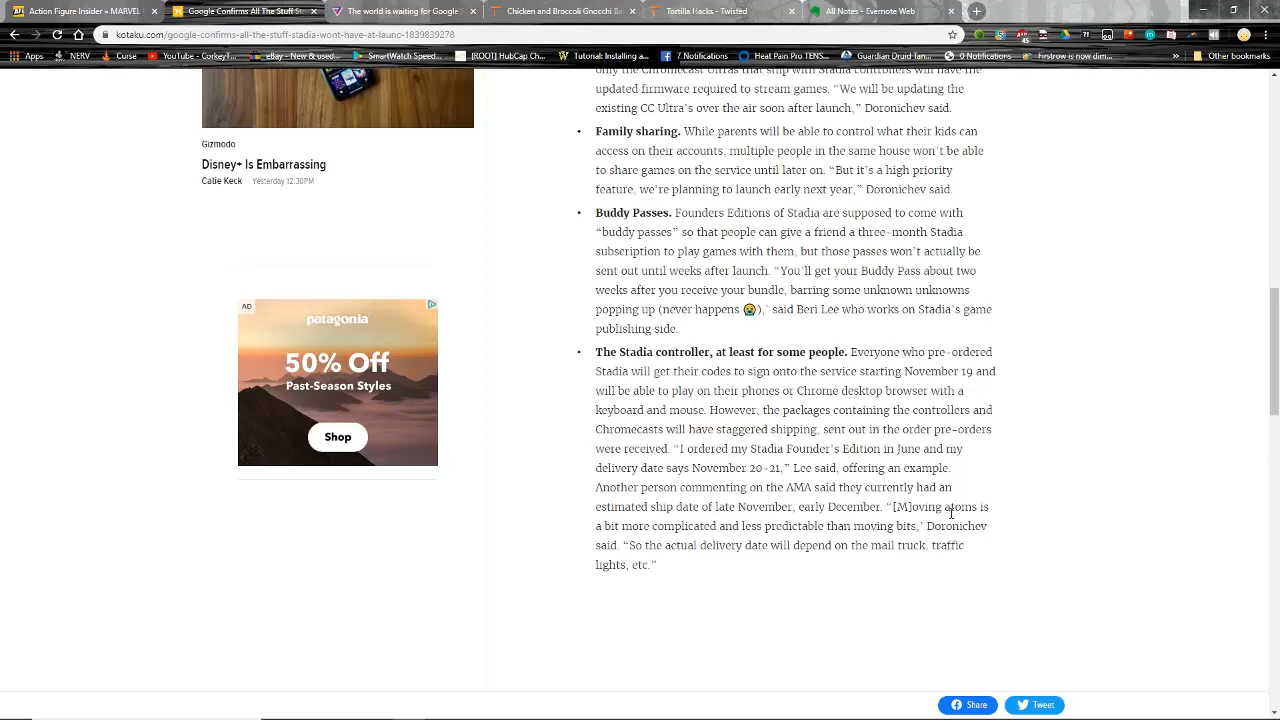 Action Figure Insider » MARVEL L
Google Confirms All The Stuff St
The world is waiting for Google
Chicken and Broccoli Gnocchi
Tortilla Hacks - Twisted
All Notes - Evernote Web
kotaku.com/google-confirms-all-the-stuff-stadia-wont-have-at-launc-1839829278
45
Apps
NERV
Curse
YouTube - CorkeyT...
eBay - New & used...
SmartWatch Speed...
[ROOT] HubCap Ch...
Tutorial: Installing a...
7 Notifications
Heat Pain PRO TENS...
Guardian Druid Tan...
0 Notifications
Firstrow is now dim...
»
Other bookmarks
only the Chromecast Ultras that ship with Stadia controllers will have the
updated firmware required to stream games. “We will be updating the
existing CC Ultra’s over the air soon after launch,” Doronichev said.
• Family sharing. While parents will be able to control what their kids can
access on their accounts, multiple people in the same house won’t be able
to share games on the service until later on. “But it’s a high priority
feature, we’re planning to launch early next year,” Doronichev said.
• Buddy Passes. Founders Editions of Stadia are supposed to come with
“buddy passes” so that people can give a friend a three-month Stadia
subscription to play games with them, but those passes won’t actually be
sent out until weeks after launch. “You’ll get your Buddy Pass about two
weeks after you receive your bundle, barring some unknown unknowns
popping up (never happens 😭),’ said Beri Lee who works on Stadia’s game
publishing side.
• The Stadia controller, at least for some people. Everyone who pre-ordered
Stadia will get their codes to sign onto the service starting November 19 and
will be able to play on their phones or Chrome desktop browser with a
keyboard and mouse. However, the packages containing the controllers and
Chromecasts will have staggered shipping, sent out in the order pre-orders
were received. “I ordered my Stadia Founder’s Edition in June and my
delivery date says November 20-21,” Lee said, offering an example.
Another person commenting on the AMA said they currently had an
estimated ship date of late November, early December. “[M]oving atoms is
a bit more complicated and less predictable than moving bits,’ Doronichev
said. “So the actual delivery date will depend on the mail truck, traffic
lights, etc.”
Gizmodo
Disney+ Is Embarrassing
Catie Keck Yesterday 12:30PM
AD
patagonia
50% Off
Past-Season Styles
Shop
Share
Tweet